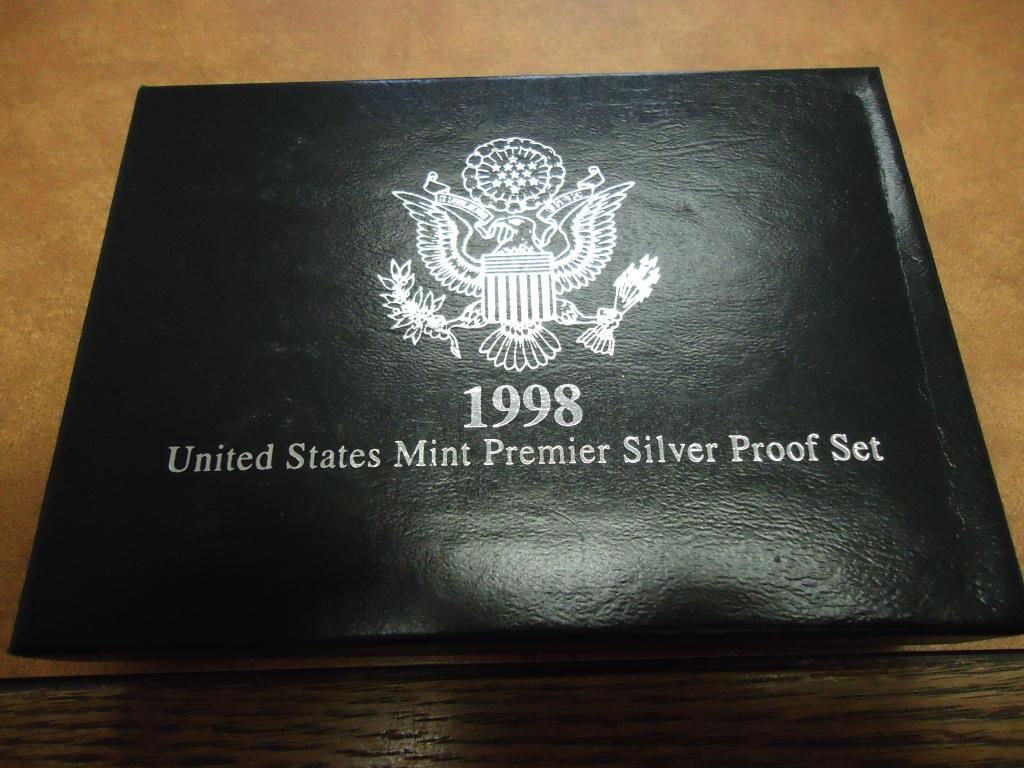 1998
United States Mint Premier Silver Proof Set